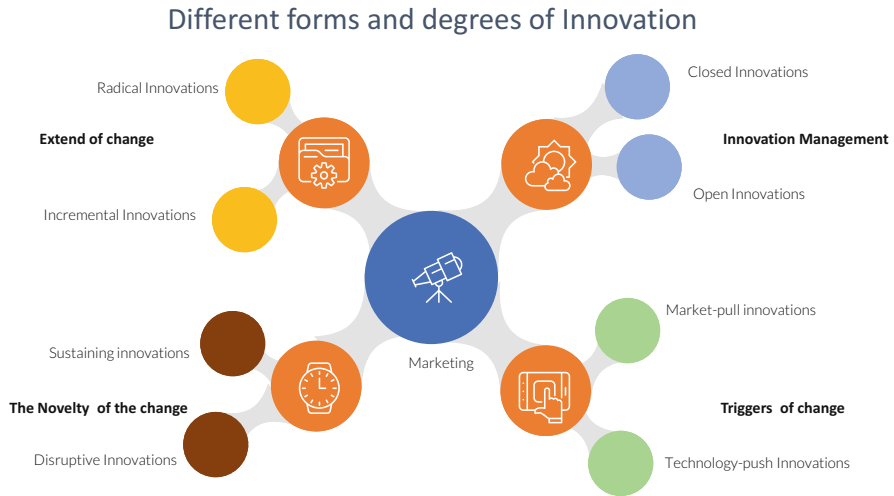 Different forms and degrees of Innovation
Radical Innovations
Extend of change
Incremental Innovations
Closed Innovations
Innovation Management
Open Innovations
Marketing
Sustaining innovations
The Novelty  of the change
Disruptive Innovations
Market-pull innovations
Triggers  of change
Technology-push Innovations